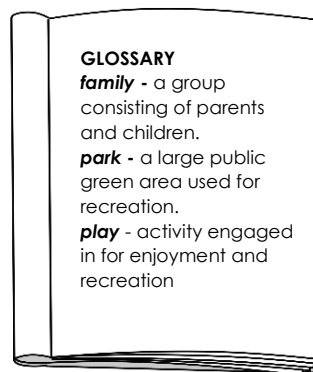 GLOSSARY
family - a group
consisting of parents
and children.
park - a large public
green area used for
recreation.
play - activity engaged
in for enjoyment and
recreation